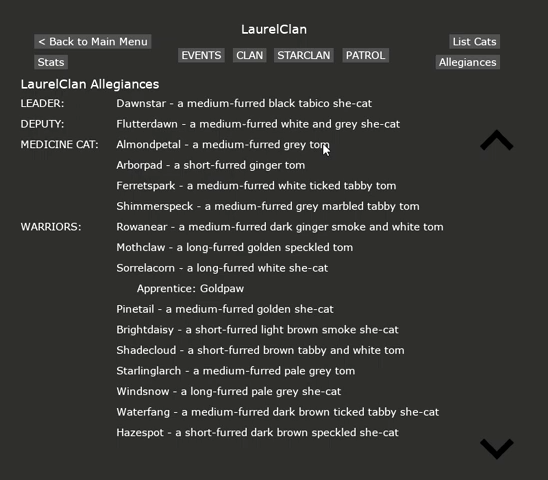 LaurelClan
< Back to Main Menu
List Cats
EVENTS CLAN STARCLAN PATROL
Stats
Allegiances
LaurelClan Allegiances
LEADER: Dawnstar - a medium-furred black tabico she-cat
DEPUTY: Flutterdawn - a medium-furred white and grey she-cat
MEDICINE CAT: Almondpetal - a medium-furred grey tom
Arborpad - a short-furred ginger tom
Ferretspark - a medium-furred white ticked tabby tom
Shimmerspeck - a medium-furred grey marbled tabby tom
WARRIORS: Rowanear - a medium-furred dark ginger smoke and white tom
Mothclaw - a long-furred golden speckled tom
Sorrelacorn - a long-furred white she-cat
Apprentice: Goldpaw
Pinetail - a medium-furred golden she-cat
Brightdaisy - a short-furred light brown smoke she-cat
Shadecloud - a short-furred brown tabby and white tom
Starlinglarch - a medium-furred pale grey tom
Windsnow - a long-furred pale grey she-cat
Waterfang - a medium-furred dark brown ticked tabby she-cat
Hazespot - a short-furred dark brown speckled she-cat